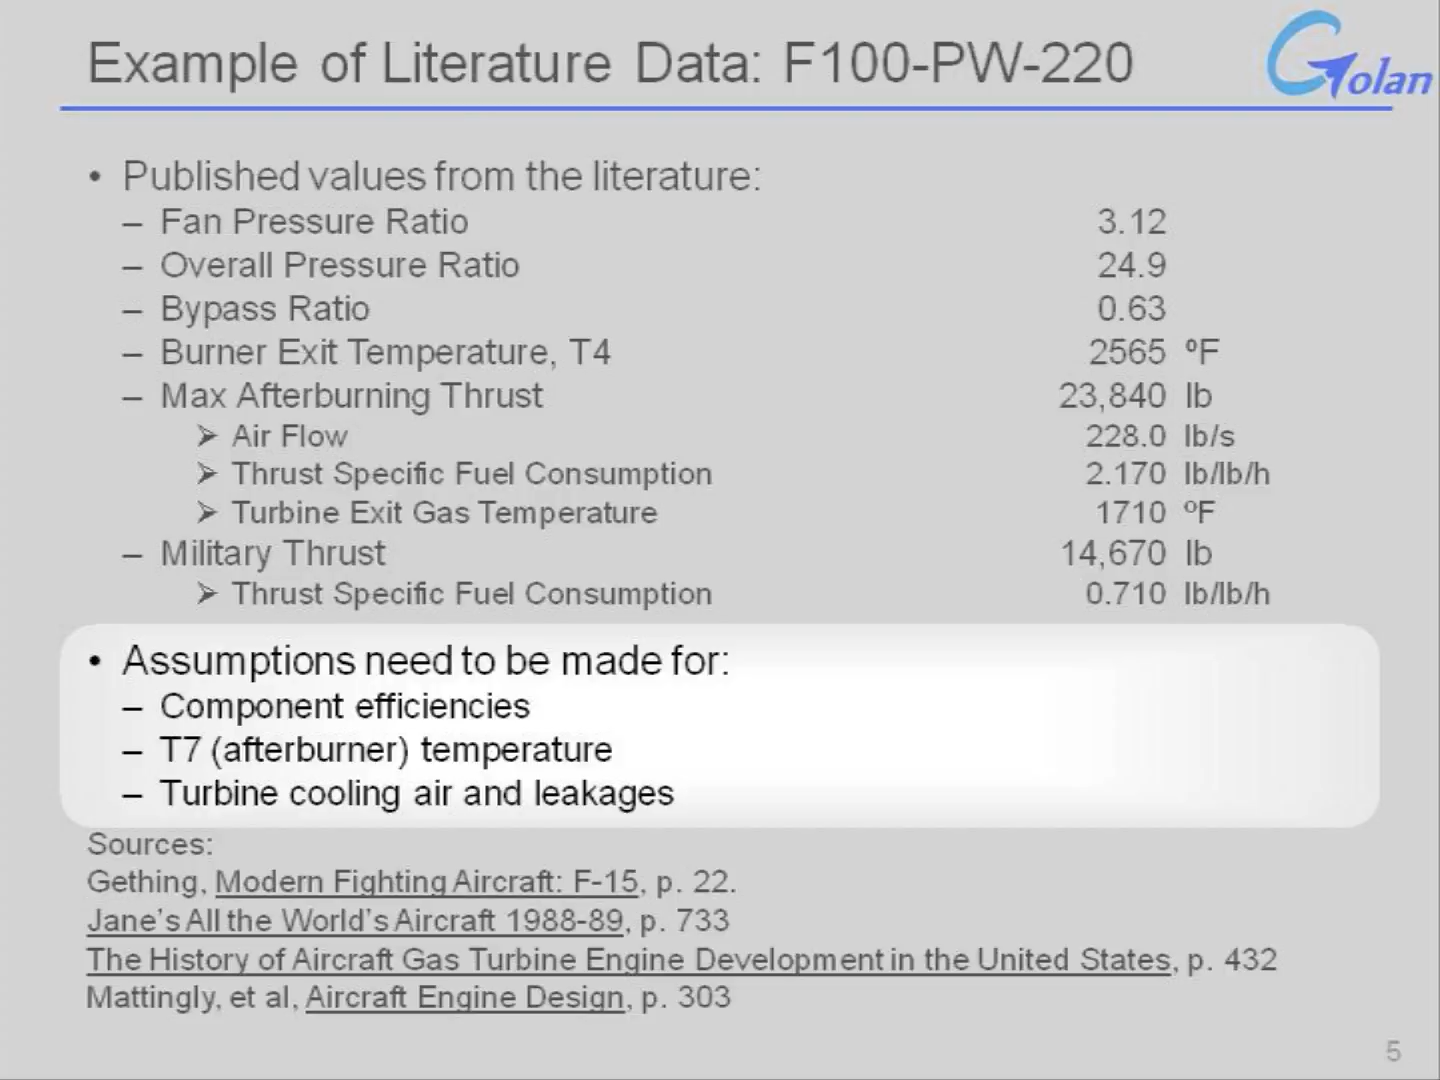 Example of Literature Data: F100-PW-220
Golan
• Published values from the literature:
– Fan Pressure Ratio 3.12
– Overall Pressure Ratio 24.9
– Bypass Ratio 0.63
– Burner Exit Temperature, T4 2565 ºF
– Max Afterburning Thrust 23,840 lb
➢ Air Flow 228.0 lb/s
➢ Thrust Specific Fuel Consumption 2.170 lb/lb/h
➢ Turbine Exit Gas Temperature 1710 ºF
– Military Thrust 14,670 lb
➢ Thrust Specific Fuel Consumption 0.710 lb/lb/h
• Assumptions need to be made for:
– Component efficiencies
– T7 (afterburner) temperature
– Turbine cooling air and leakages
Sources:
Gething, Modern Fighting Aircraft: F-15, p. 22.
Jane's All the World's Aircraft 1988-89, p. 733
The History of Aircraft Gas Turbine Engine Development in the United States, p. 432
Mattingly, et al, Aircraft Engine Design, p. 303
5